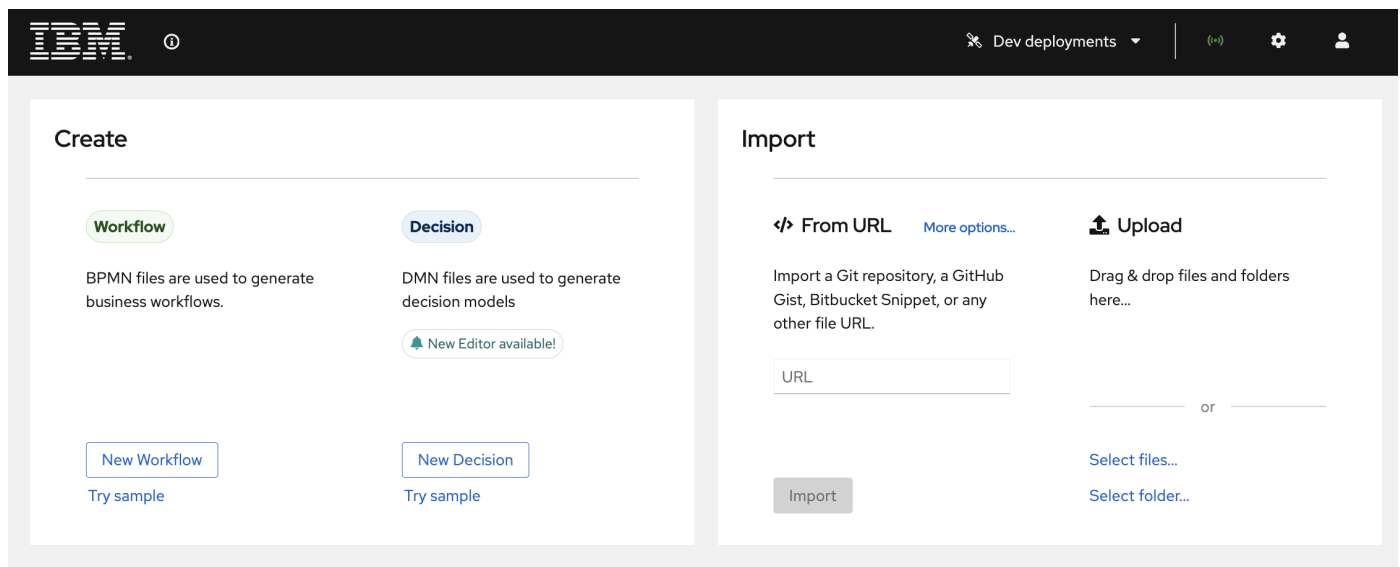 IBM
Dev deployments
Create
Workflow
BPMN files are used to generate
business workflows.
New Workflow
Try sample
Decision
DMN files are used to generate
decision models
New Editor available!
New Decision
Try sample
Import
From URL
More options...
Import a Git repository, a GitHub
Gist, Bitbucket Snippet, or any
other file URL.
URL
Import
Upload
Drag & drop files and folders
here...
or
Select files...
Select folder...